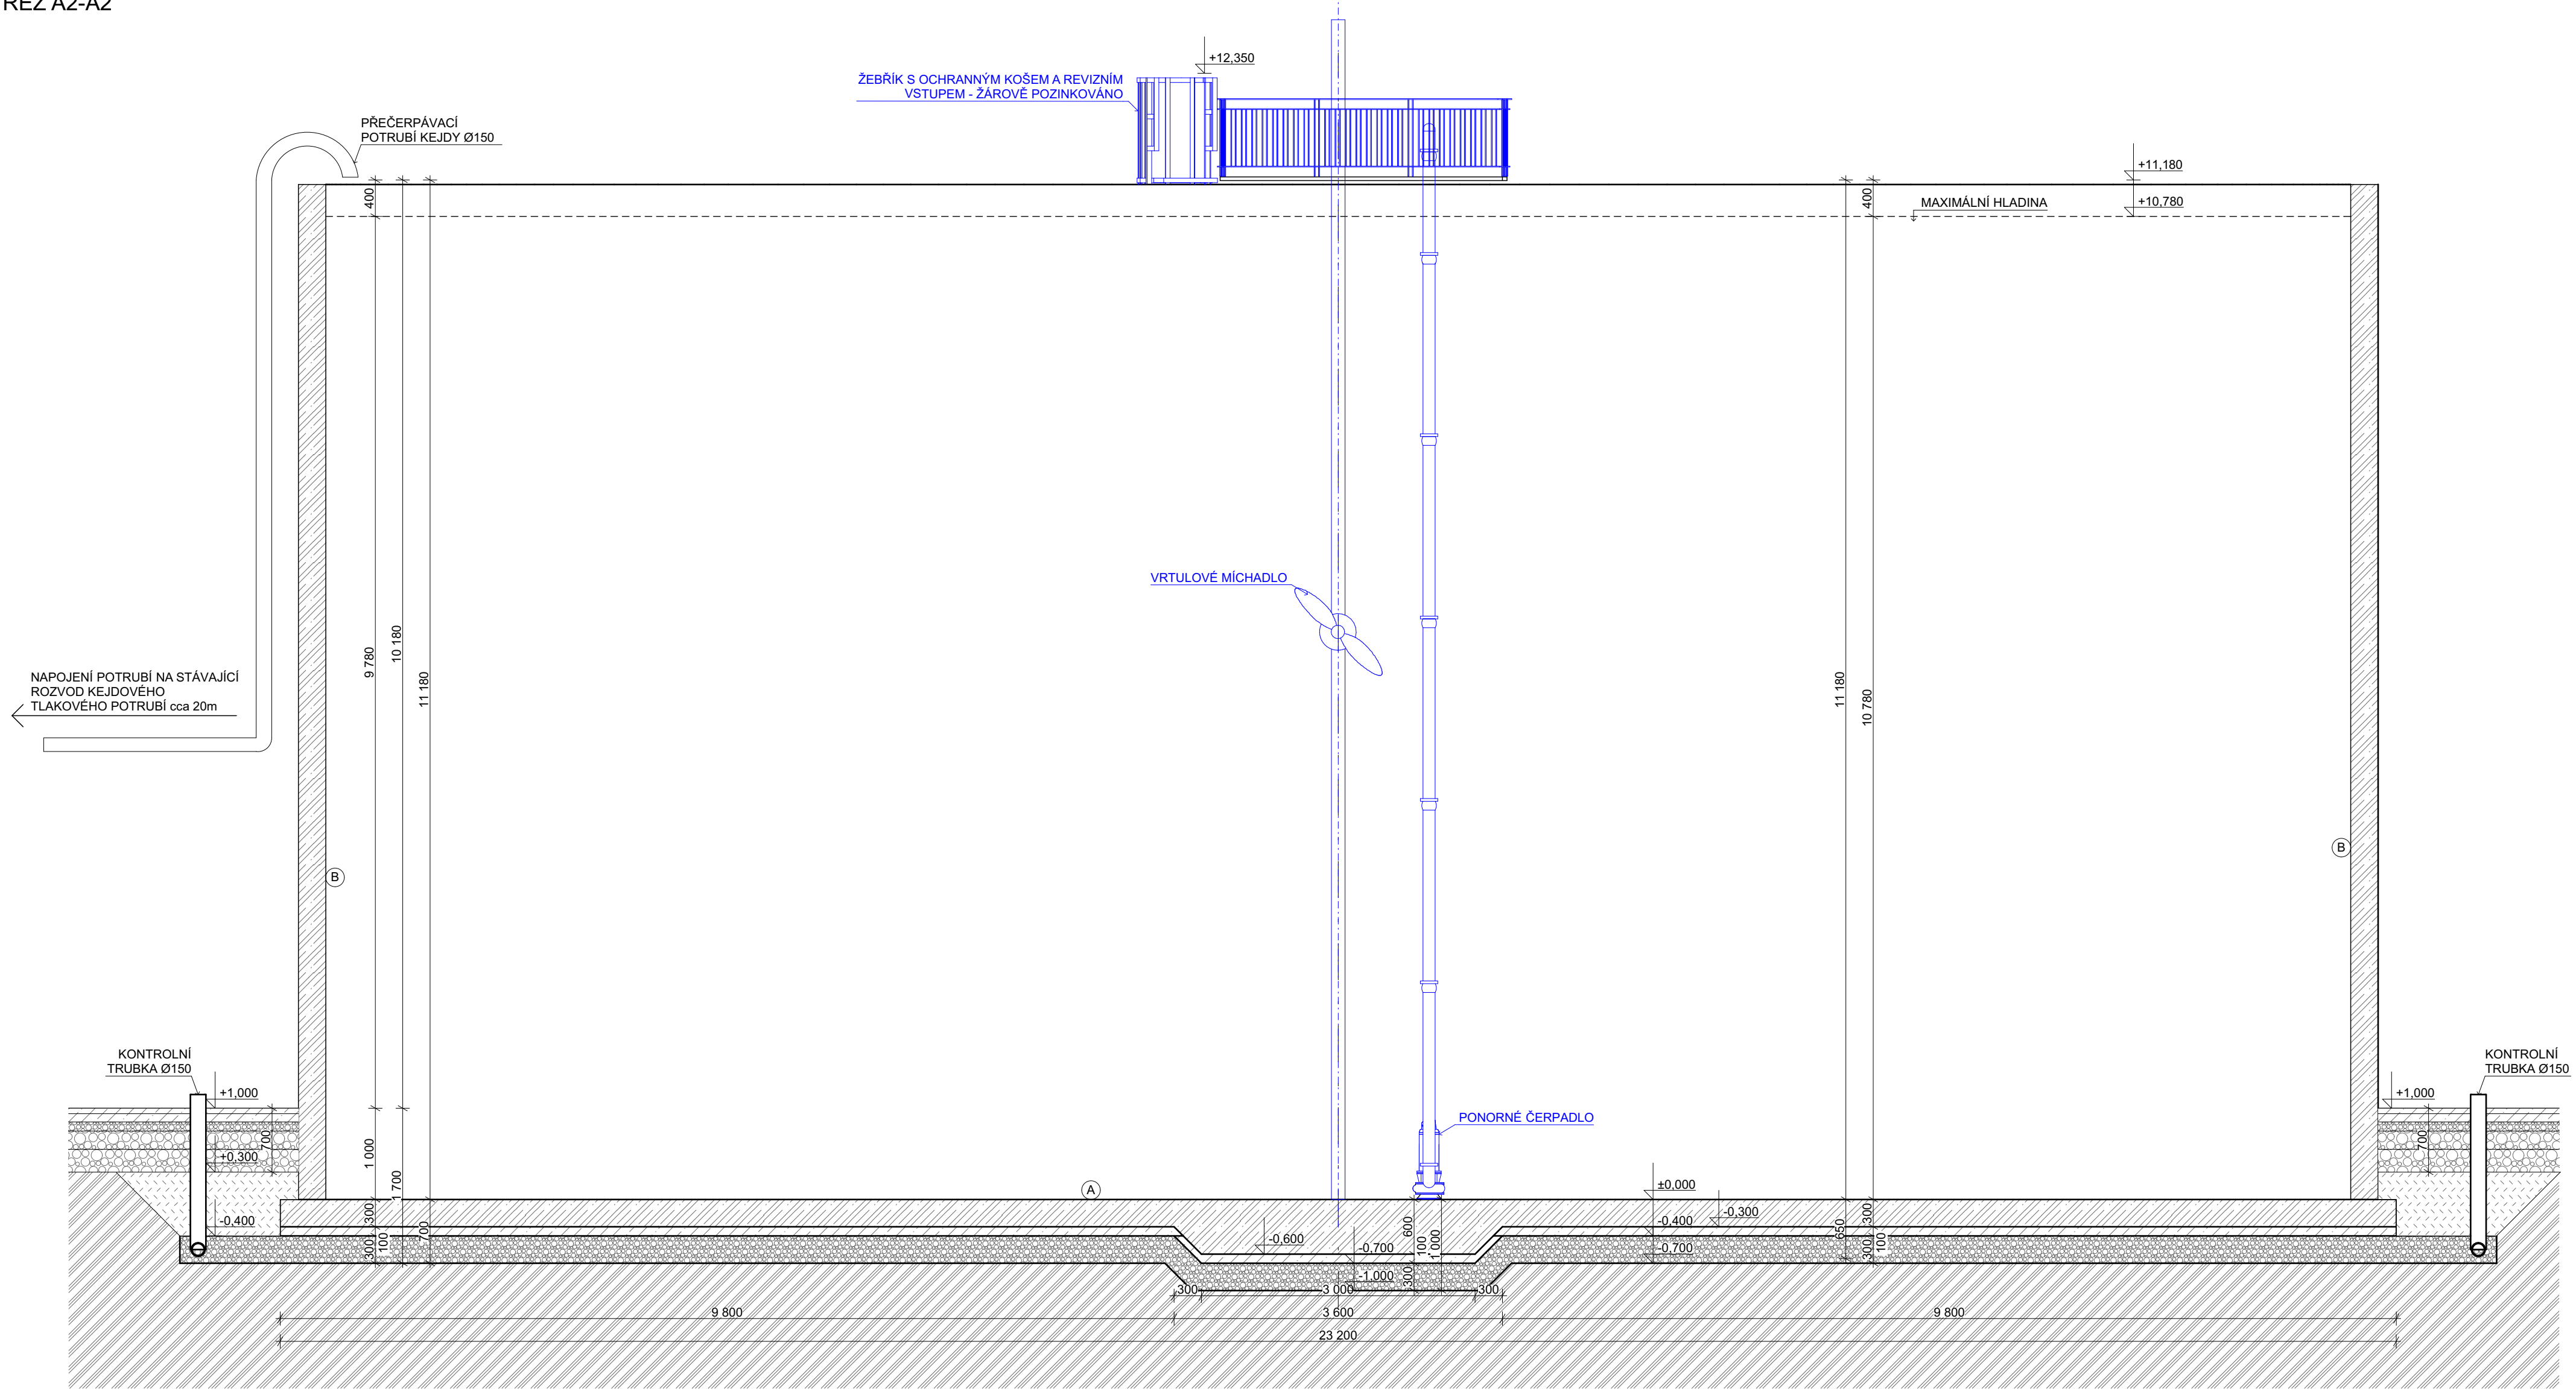 ŘEZ A2-A2
+12,350
ŽEBŘÍK S OCHRANNÝM KOŠEM A REVIZNÍM
VSTUPEM - ŽÁROVĚ POZINKOVÁNO
PŘEČERPÁVACÍ
POTRUBÍ KEJDY Ø150
+11,180
400
400
MAXIMÁLNÍ HLADINA
+10,780
VRTULOVÉ MÍCHADLO
9 780
10 180
11 180
11 180
10 780
NAPOJENÍ POTRUBÍ NA STÁVAJÍCÍ
ROZVOD KEJDOVÉHO
TLAKOVÉHO POTRUBÍ cca 20m
B
B
KONTROLNÍ
TRUBKA Ø150
KONTROLNÍ
TRUBKA Ø150
+1,000
+1,000
PONORNÉ ČERPADLO
700
700
+0,300
1 000
1 700
A
±0,000
-0,400
300
100
300
700
-0,600
-0,700
-1,000
600
100
300
1 000
-0,300
-0,400
-0,700
650
300
100
300
300
3 000
300
9 800
3 600
9 800
23 200